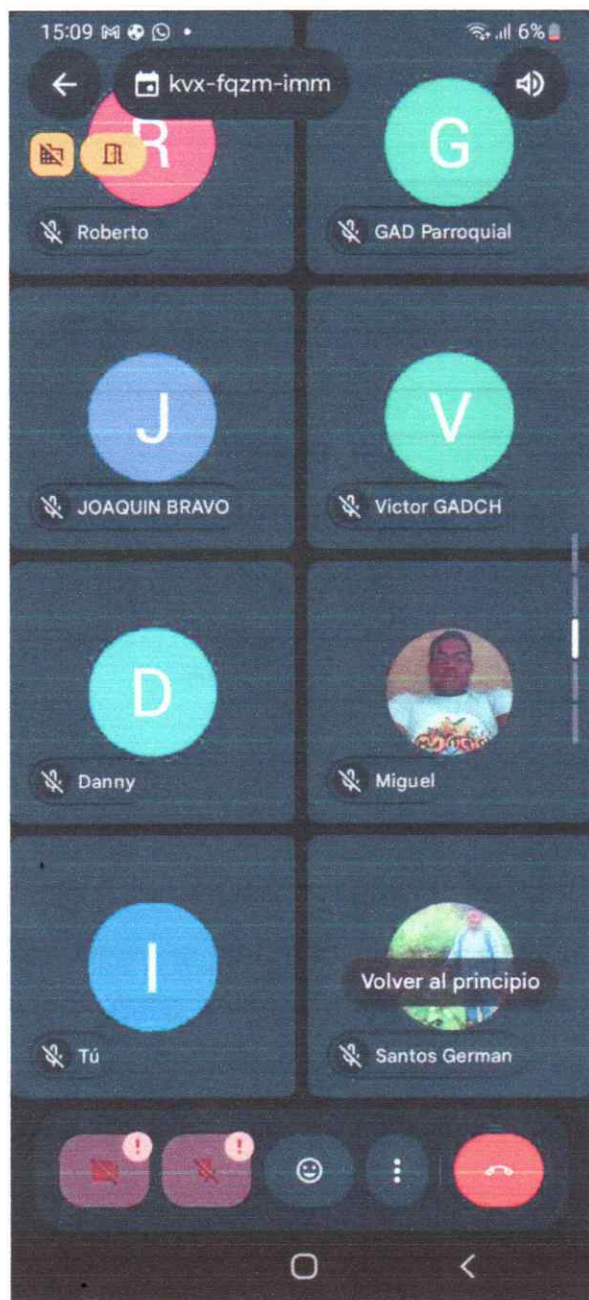 15:09 6%
kvx-fqzm-imm
R G
Roberto GAD Parroquial
J V
JOAQUIN BRAVO Victor GADCH
D
Danny Miguel
I
Volver al principio
Tú Santos German